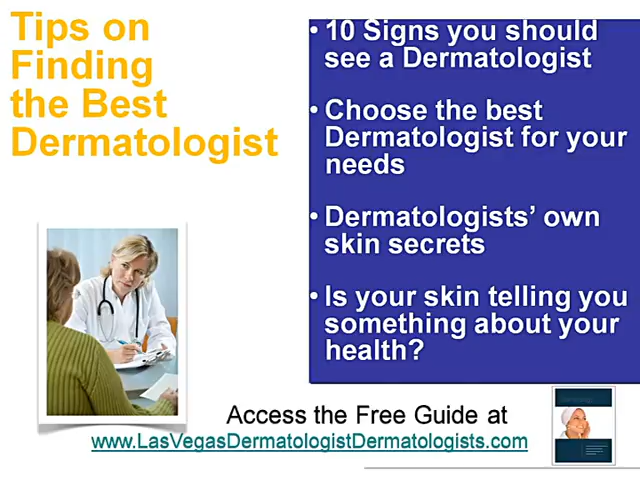 Tips on
Finding
the Best
Dermatologist
• 10 Signs you should
see a Dermatologist
• Choose the best
Dermatologist for your
needs
• Dermatologists’ own
skin secrets
• Is your skin telling you
something about your
health?
Access the Free Guide at
www.LasVegasDermatologistDermatologists.com